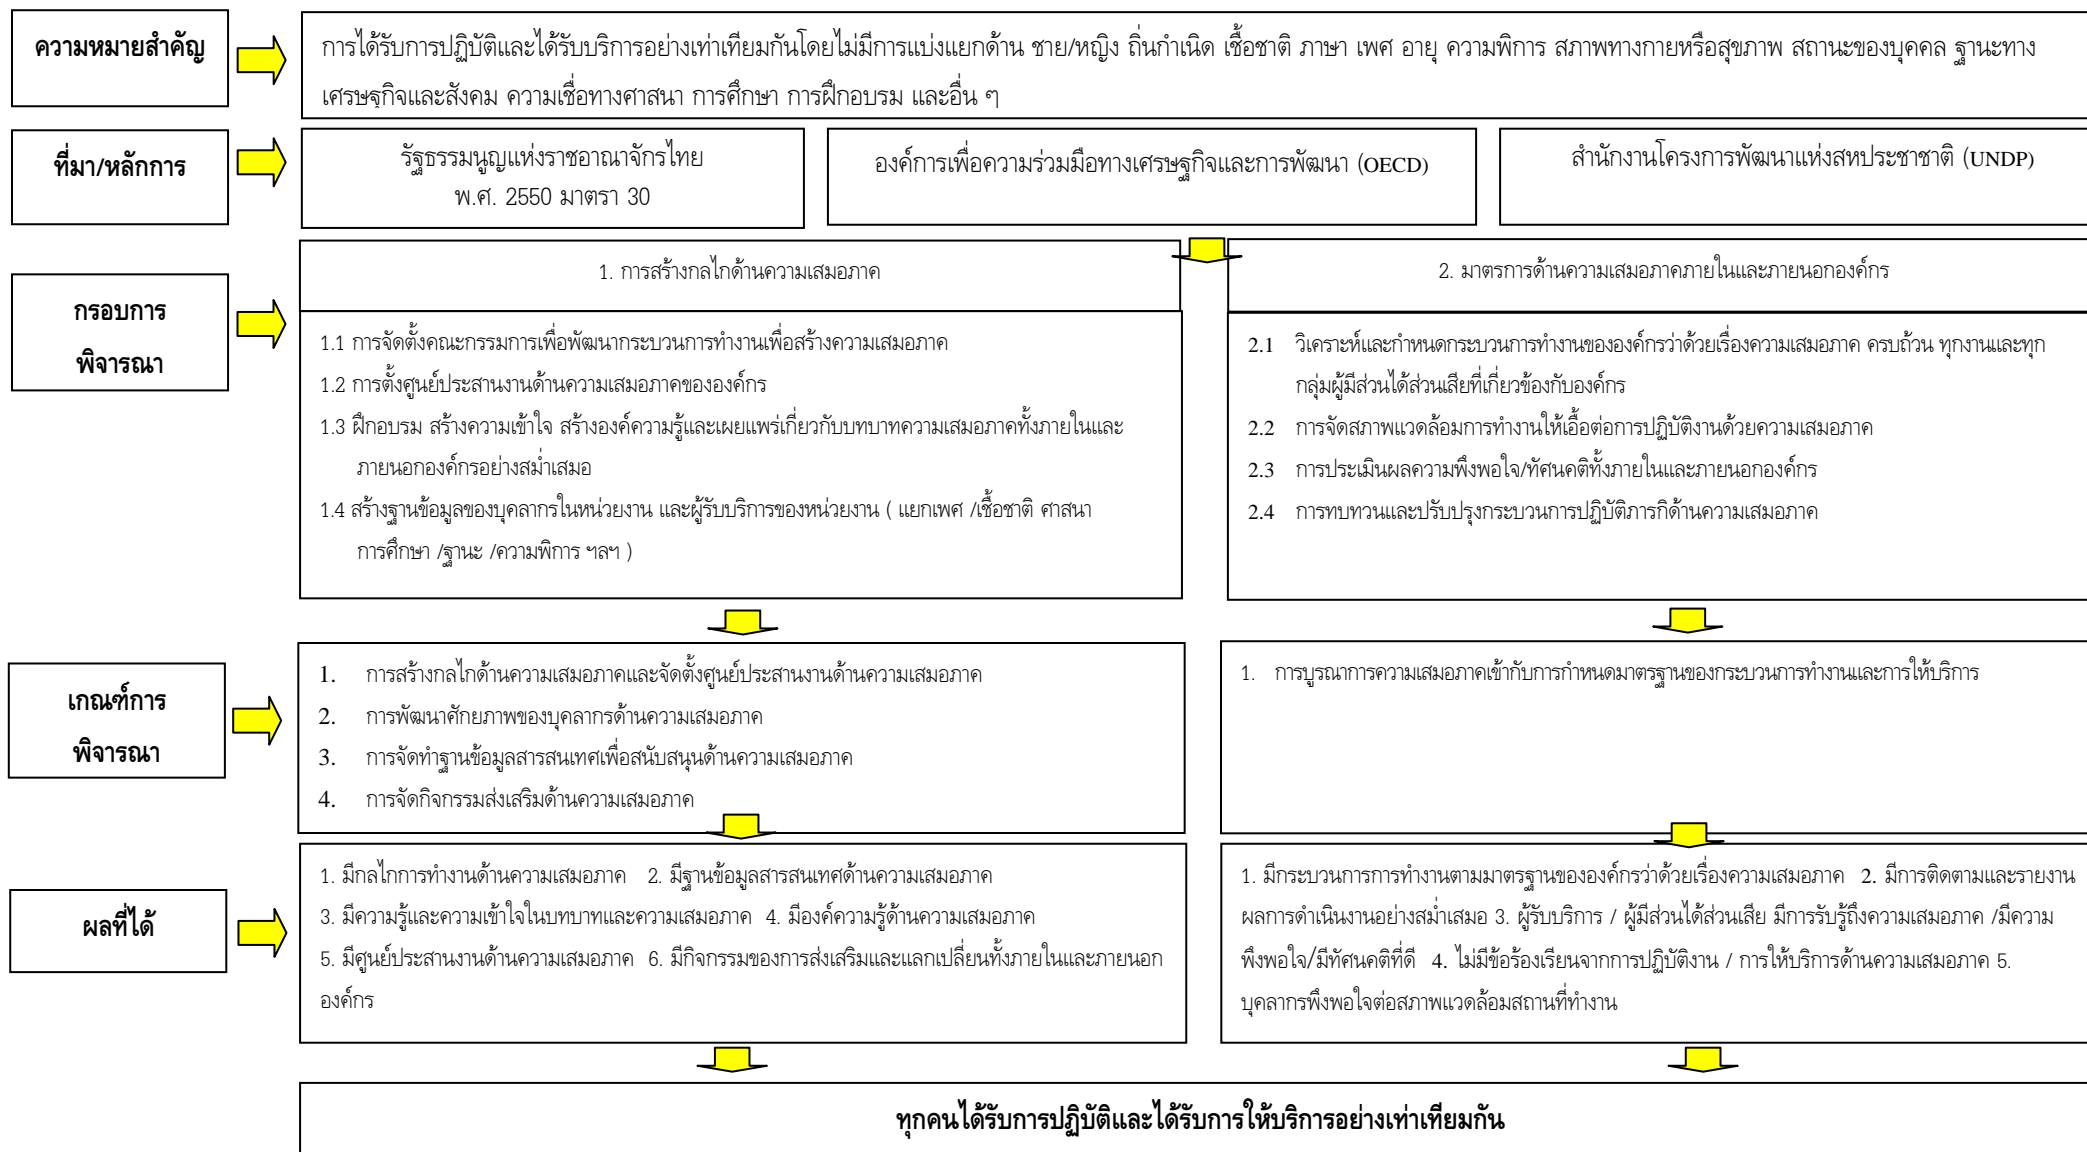 ความหมายสำคัญ
การได้รับการปฏิบัติและได้รับบริการอย่างเท่าเทียมกันโดยไม่มีการแบ่งแยกด้าน ชาย/หญิง ถิ่นกำเนิด เชื้อชาติ ภาษา เพศ อายุ ความพิการ สภาพทางกายหรือสุขภาพ สถานะของบุคคล ฐานะทาง
เศรษฐกิจและสังคม ความเชื่อทางศาสนา การศึกษา การฝึกอบรม และอื่น ๆ
ที่มา/หลักการ
รัฐธรรมนูญแห่งราชอาณาจักรไทย
พ.ศ. 2550 มาตรา 30
องค์การเพื่อความร่วมมือทางเศรษฐกิจและการพัฒนา (OECD)
สำนักงานโครงการพัฒนาแห่งสหประชาชาติ (UNDP)
กรอบการ
พิจารณา
1. การสร้างกลไกด้านความเสมอภาค
1.1 การจัดตั้งคณะกรรมการเพื่อพัฒนากระบวนการทำงานเพื่อสร้างความเสมอภาค
1.2 การตั้งศูนย์ประสานงานด้านความเสมอภาคขององค์กร
1.3 ฝึกอบรม สร้างความเข้าใจ สร้างองค์ความรู้และเผยแพร่เกี่ยวกับบทบาทความเสมอภาคทั้งภายในและ
ภายนอกองค์กรอย่างสม่ำเสมอ
1.4 สร้างฐานข้อมูลของบุคลากรในหน่วยงาน และผู้รับบริการของหน่วยงาน ( แยกเพศ /เชื้อชาติ ศาสนา
การศึกษา /ฐานะ /ความพิการ ฯลฯ )
2. มาตรการด้านความเสมอภาคภายในและภายนอกองค์กร
2.1 วิเคราะห์และกำหนดกระบวนการทำงานขององค์กรว่าด้วยเรื่องความเสมอภาค ครบถ้วน ทุกงานและทุก
กลุ่มผู้มีส่วนได้ส่วนเสียที่เกี่ยวข้องกับองค์กร
2.2 การจัดสภาพแวดล้อมการทำงานให้เอื้อต่อการปฏิบัติงานด้วยความเสมอภาค
2.3 การประเมินผลความพึงพอใจ/ทัศนคติทั้งภายในและภายนอกองค์กร
2.4 การทบทวนและปรับปรุงกระบวนการปฏิบัติภารกิด้านความเสมอภาค
เกณฑ์การ
พิจารณา
1. การสร้างกลไกด้านความเสมอภาคและจัดตั้งศูนย์ประสานงานด้านความเสมอภาค
2. การพัฒนาศักยภาพของบุคลากรด้านความเสมอภาค
3. การจัดทำฐานข้อมูลสารสนเทศเพื่อสนับสนุนด้านความเสมอภาค
4. การจัดกิจกรรมส่งเสริมด้านความเสมอภาค
1. การบูรณาการความเสมอภาคเข้ากับการกำหนดมาตรฐานของกระบวนการทำงานและการให้บริการ
ผลที่ได้
1. มีกลไกการทำงานด้านความเสมอภาค 2. มีฐานข้อมูลสารสนเทศด้านความเสมอภาค
3. มีความรู้และความเข้าใจในบทบาทและความเสมอภาค 4. มีองค์ความรู้ด้านความเสมอภาค
5. มีศูนย์ประสานงานด้านความเสมอภาค 6. มีกิจกรรมของการส่งเสริมและแลกเปลี่ยนทั้งภายในและภายนอก
องค์กร
1. มีกระบวนการการทำงานตามมาตรฐานขององค์กรว่าด้วยเรื่องความเสมอภาค 2. มีการติดตามและรายงาน
ผลการดำเนินงานอย่างสม่ำเสมอ 3. ผู้รับบริการ / ผู้มีส่วนได้ส่วนเสีย มีการรับรู้ถึงความเสมอภาค /มีความ
พึงพอใจ/มีทัศนคติที่ดี 4. ไม่มีข้อร้องเรียนจากการปฏิบัติงาน / การให้บริการด้านความเสมอภาค 5.
บุคลากรพึงพอใจต่อสภาพแวดล้อมสถานที่ทำงาน
ทุกคนได้รับการปฏิบัติและได้รับการให้บริการอย่างเท่าเทียมกัน